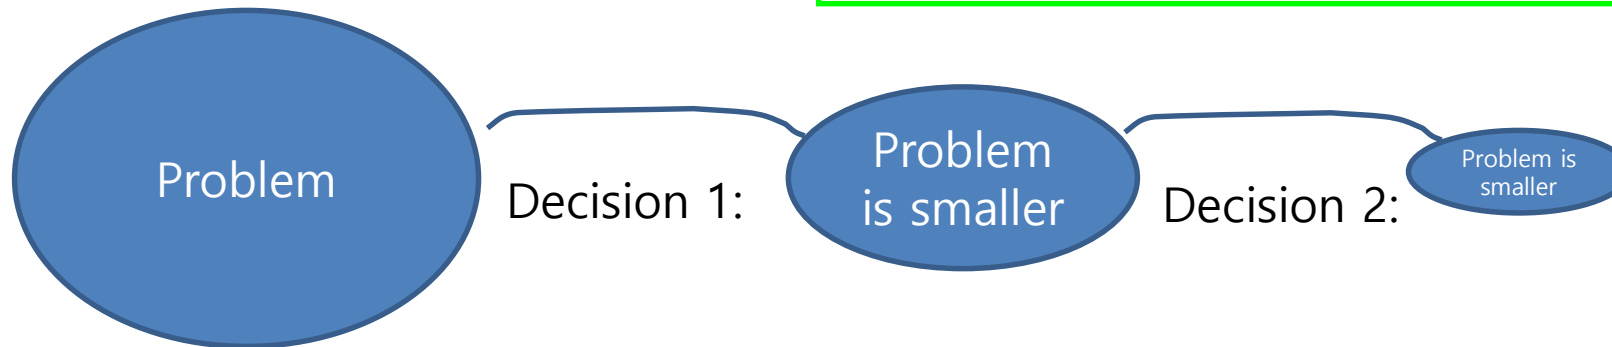 Problem
Decision 1:
Problem
is smaller
Decision 2:
Problem is
smaller